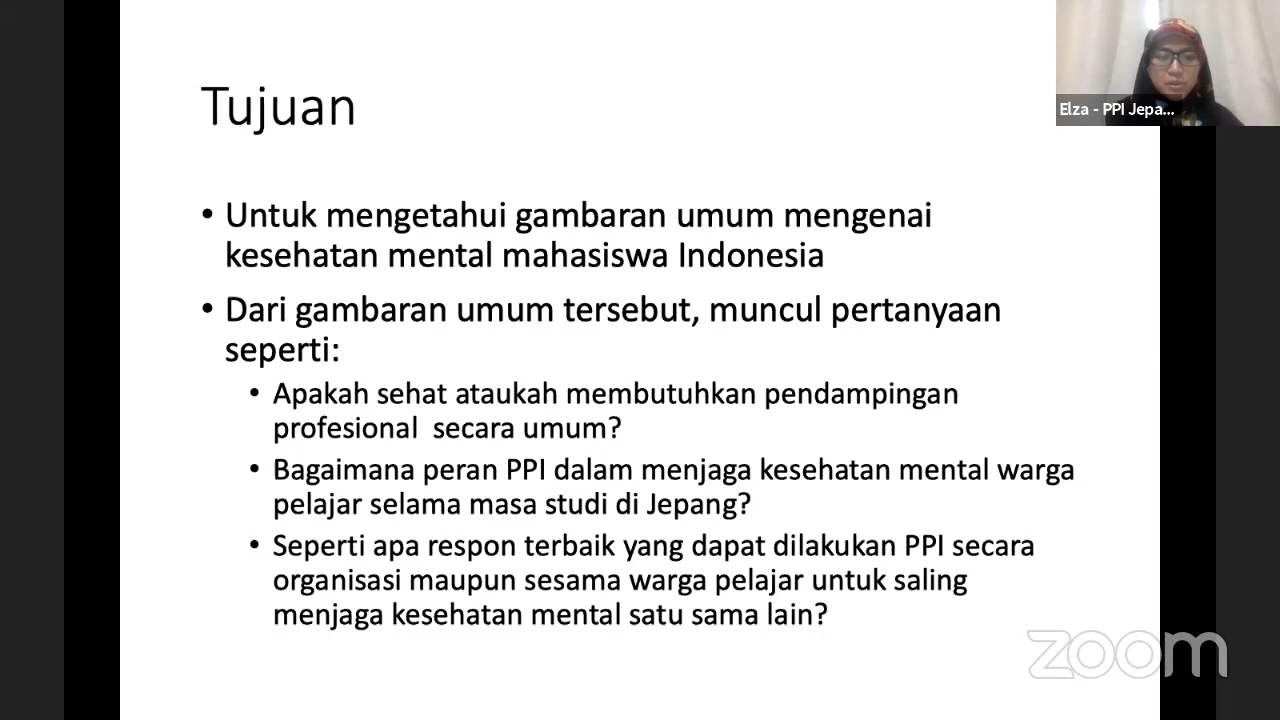 Tujuan
Elza - PPI Jepa...
• Untuk mengetahui gambaran umum mengenai
kesehatan mental mahasiswa Indonesia
• Dari gambaran umum tersebut, muncul pertanyaan
seperti:
• Apakah sehat ataukah membutuhkan pendampingan
profesional  secara umum?
• Bagaimana peran PPI dalam menjaga kesehatan mental warga
pelajar selama masa studi di Jepang?
• Seperti apa respon terbaik yang dapat dilakukan PPI secara
organisasi maupun sesama warga pelajar untuk saling
menjaga kesehatan mental satu sama lain?
zoom